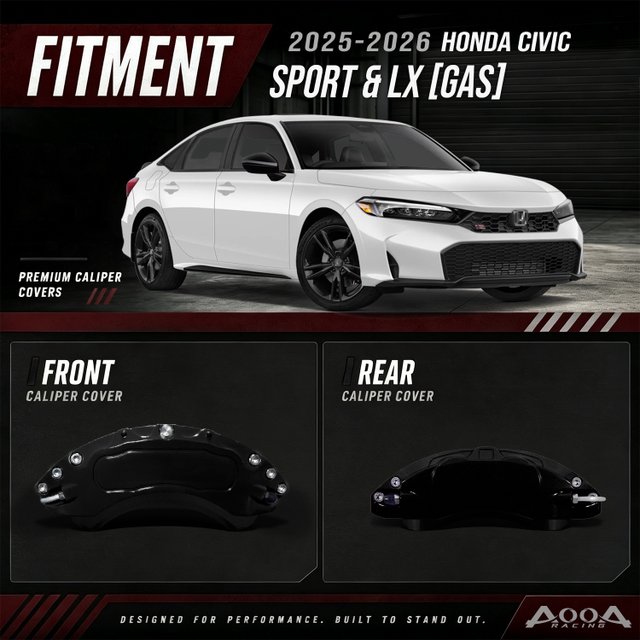 FITMENT
2025-2026 HONDA CIVIC
SPORT & LX [GAS]
PREMIUM CALIPER
COVERS
FRONT
CALIPER COVER
REAR
CALIPER COVER
DESIGNED FOR PERFORMANCE. BUILT TO STAND OUT.
AOOA
RACING